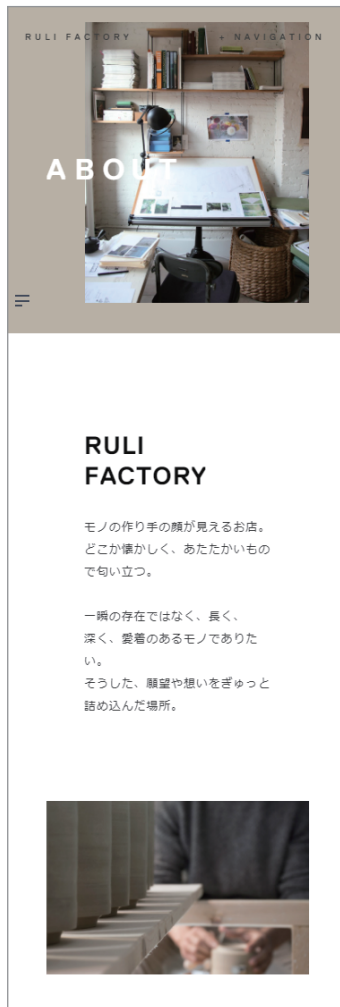 RULI FACTORY
+ NAVIGATION
ABOUT
RULI
FACTORY
モノの作り手の顔が見えるお店。
どこか懐かしく、あたたかいもの
で匂い立つ。
一瞬の存在ではなく、長く、
深く、愛着のあるモノでありた
い。
そうした、願望や想いをぎゅっと
詰め込んだ場所。